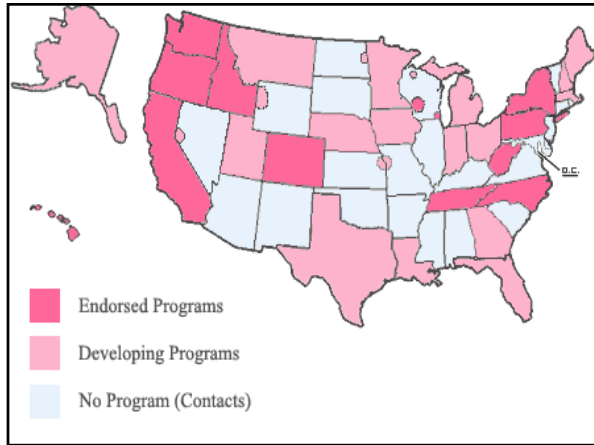 D.C.
Endorsed Programs
Developing Programs
No Program (Contacts)